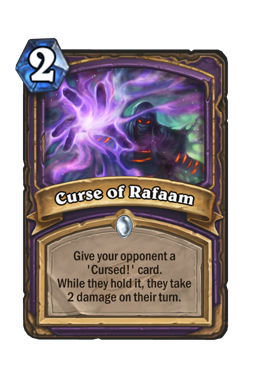 2
Curse of Rafaam
Give your opponent a
'Cursed!' card.
While they hold it, they take
2 damage on their turn.